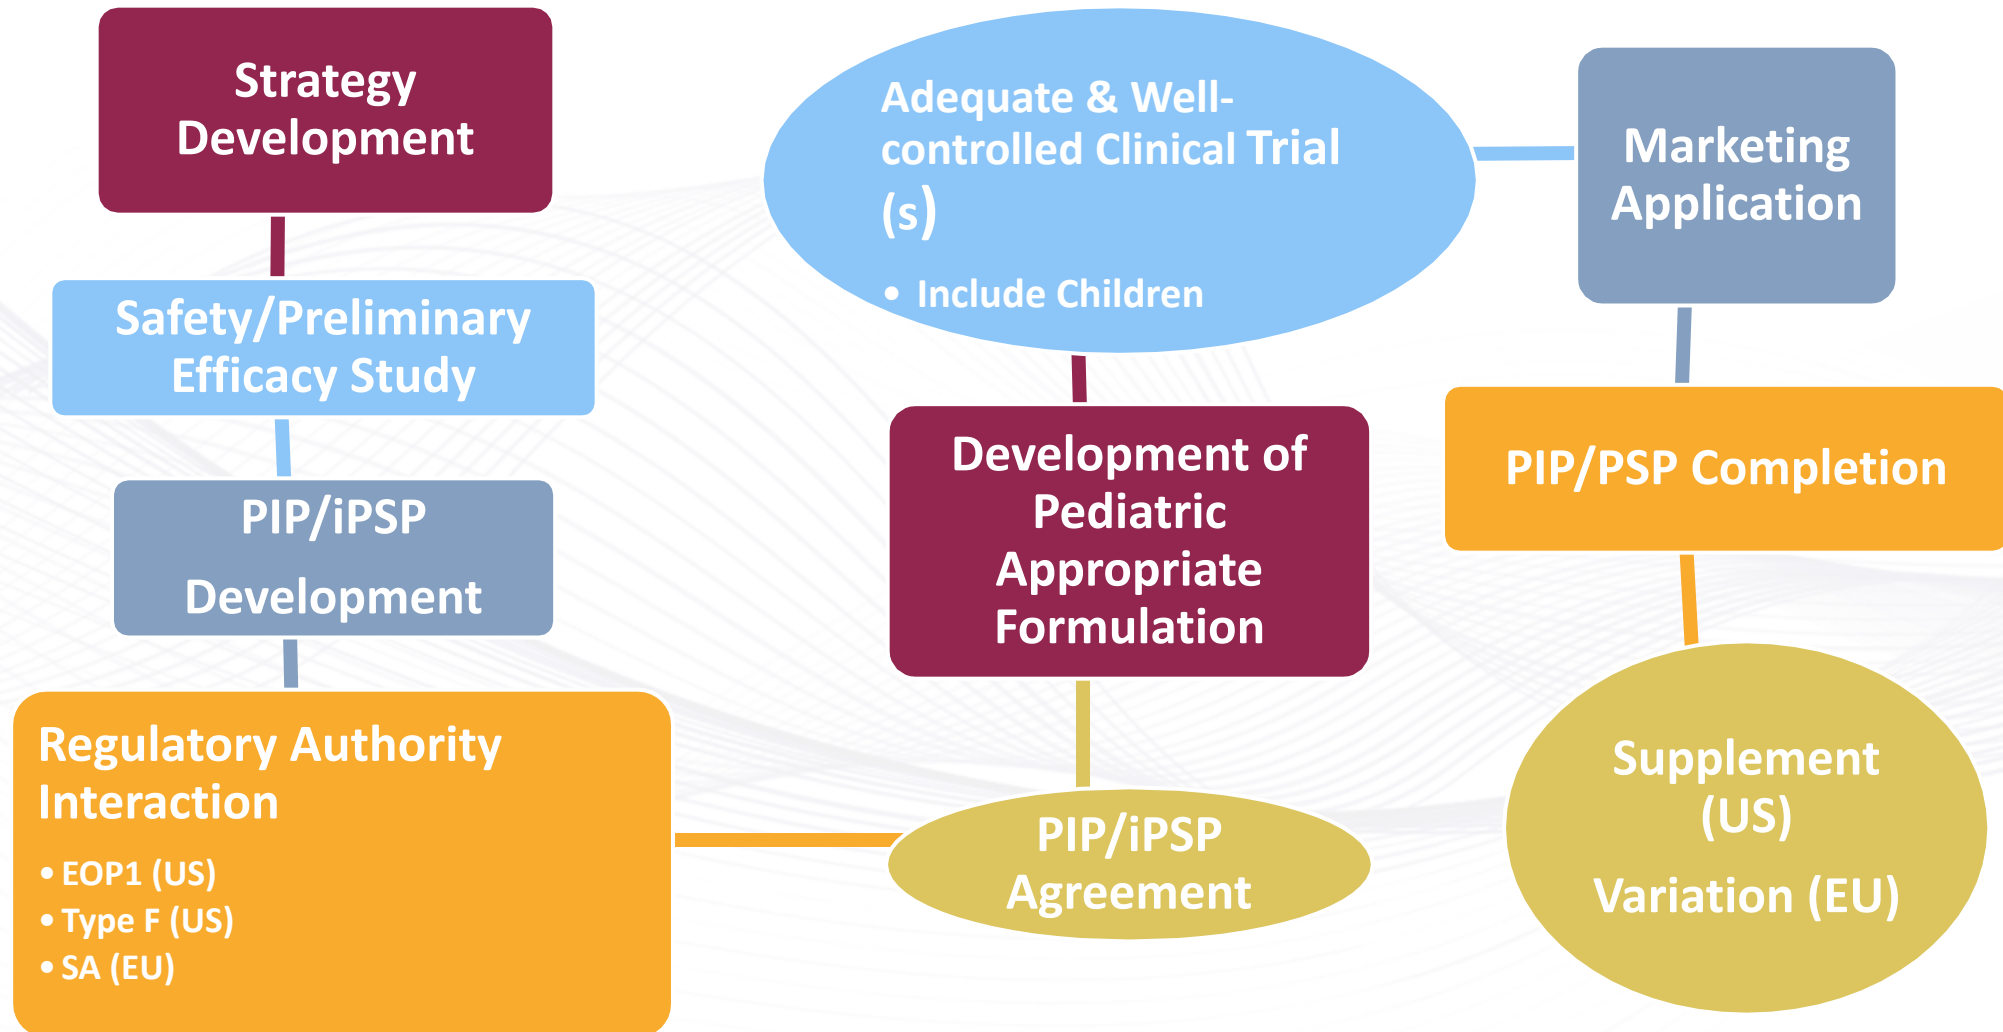 Strategy
Development
Safety/Preliminary
Efficacy Study
PIP/iPSP
Development
Regulatory Authority
Interaction
• EOP1 (US)
• Type F (US)
• SA (EU)
Adequate & Well-
controlled Clinical Trial
(s)
• Include Children
Development of
Pediatric
Appropriate
Formulation
PIP/iPSP
Agreement
Marketing
Application
PIP/PSP Completion
Supplement
(US)
Variation (EU)